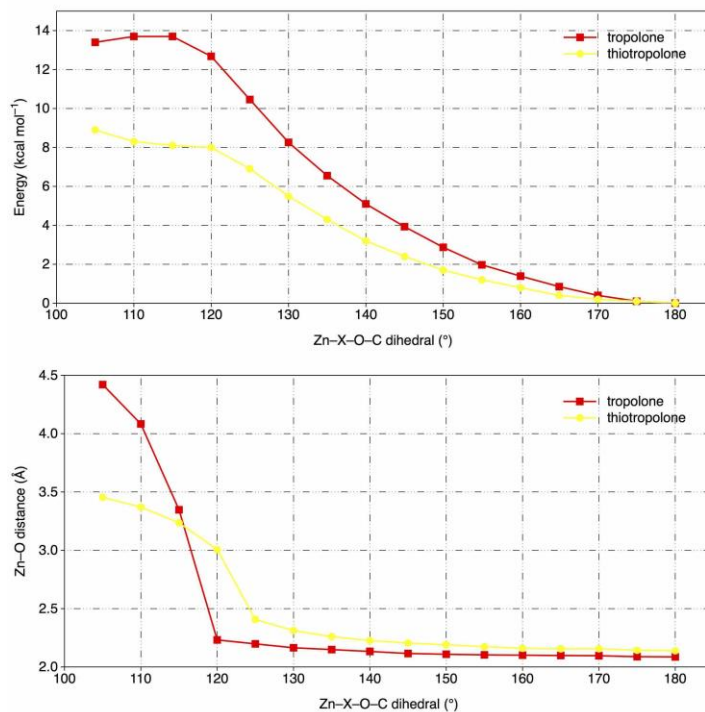 14
12
10
8
6
4
2
0
Energy (kcal mol⁻¹)
tropolone
thiotropolone
100 110 120 130 140 150 160 170 180
Zn–X–O–C dihedral (°)
4.5
4.0
3.5
3.0
2.5
2.0
Zn–O distance (Å)
tropolone
thiotropolone
100 110 120 130 140 150 160 170 180
Zn–X–O–C dihedral (°)